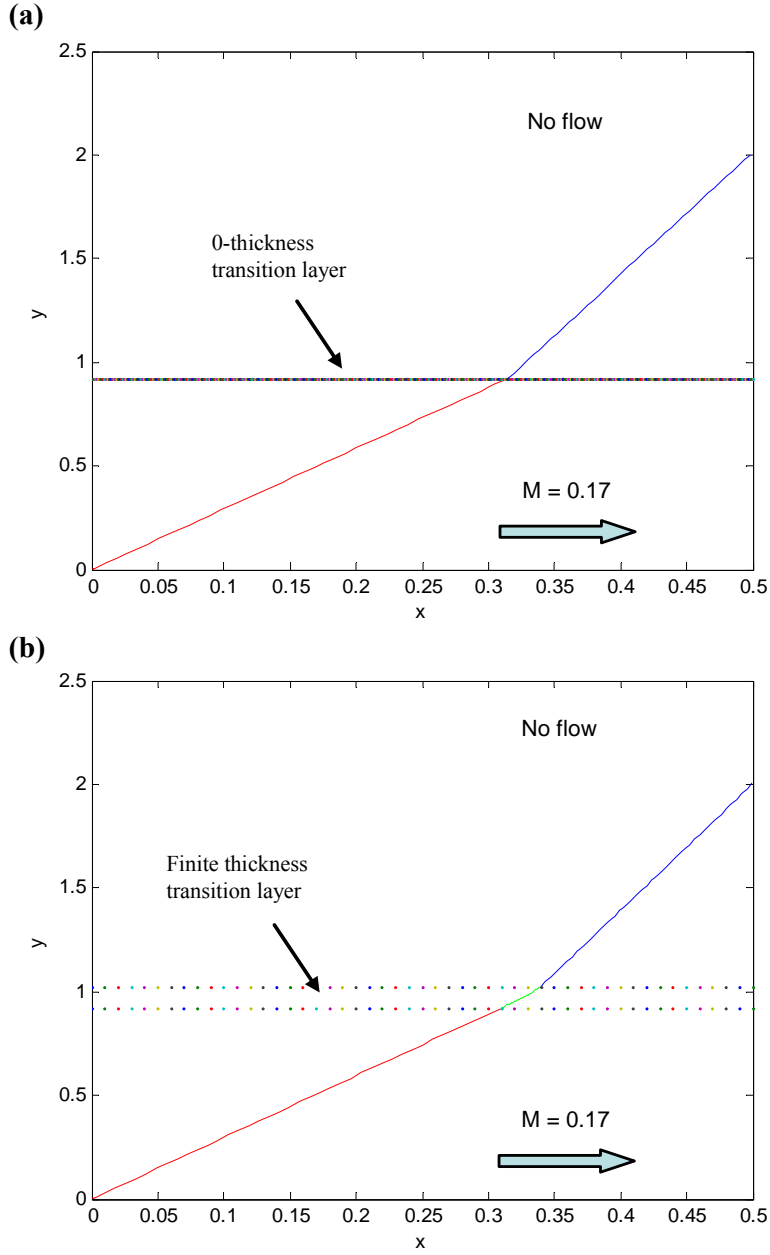 (a)
2.5
No flow
2
0-thickness
transition layer
1.5
y
1
0.5
M = 0.17
0
0 0.05 0.1 0.15 0.2 0.25 0.3 0.35 0.4 0.45 0.5
x
(b)
2.5
No flow
2
Finite thickness
transition layer
1.5
y
1
0.5
M = 0.17
0
0 0.05 0.1 0.15 0.2 0.25 0.3 0.35 0.4 0.45 0.5
x